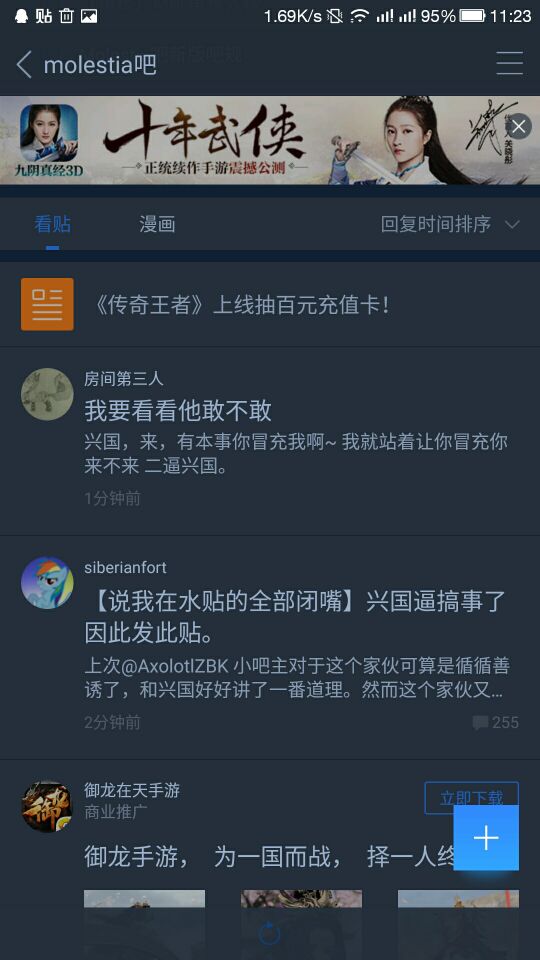 贴 1.69K/s 95% 11:23
molestia吧
十年武侠
正统续作手游震撼公测
九阴真经3D
代言人关晓彤
看贴 漫画 回复时间排序
《传奇王者》上线抽百元充值卡！
房间第三人
我要看看他敢不敢
兴国，来，有本事你冒充我啊~ 我就站着让你冒充你
来不来 二逼兴国。
1分钟前
siberianfort
【说我在水贴的全部闭嘴】兴国逼搞事了
因此发此贴。
上次@AxolotlZBK 小吧主对于这个家伙可算是循循善
诱了，和兴国好好讲了一番道理。然而这个家伙又...
2分钟前 255
御龙在天手游
商业推广
立即下载
御龙手游， 为一国而战， 择一人终